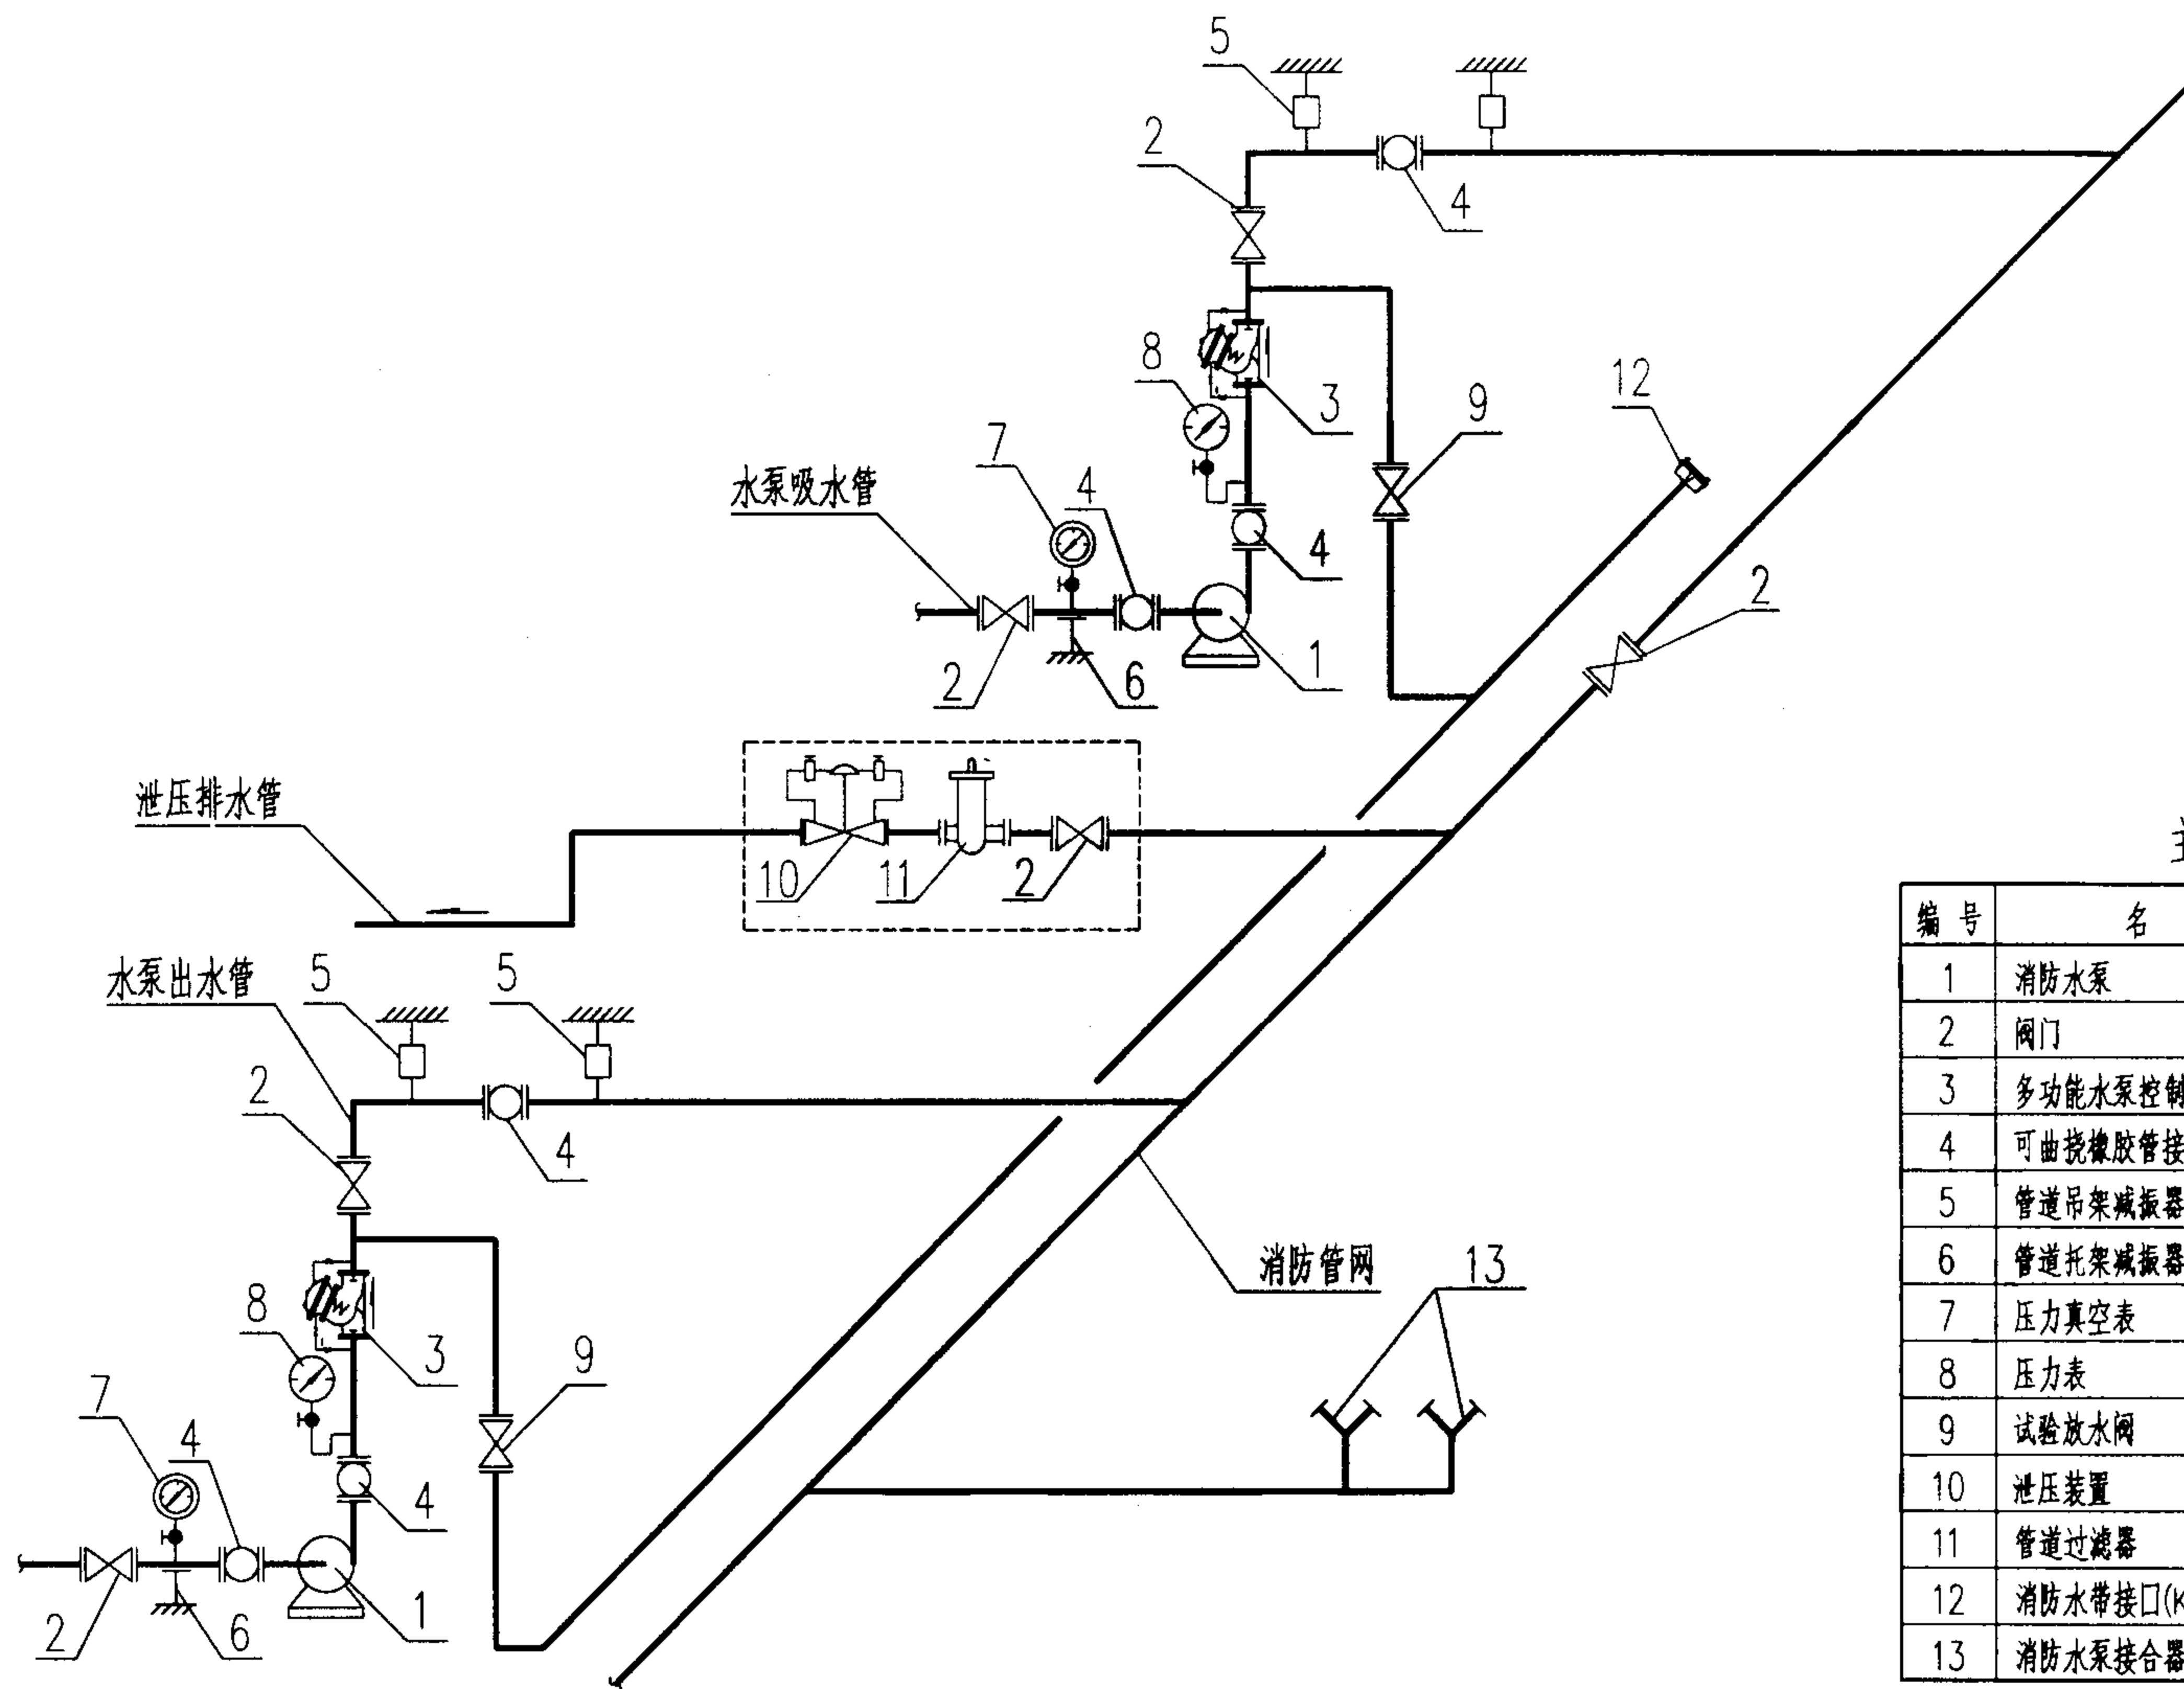 5
2
4
8
3
9
12
7
4
水泵吸水管
4
2
2
6
1
泄压排水管
10
11
2
水泵出水管
5
5
2
4
消防管网
13
8
3
9
7
4
4
2
6
1
编号 名
1 消防水泵
2 阀门
3 多功能水泵控制
4 可曲挠橡胶管接
5 管道吊架减振器
6 管道托架减振器
7 压力真空表
8 压力表
9 试验放水阀
10 泄压装置
11 管道过滤器
12 消防水带接口(K
13 消防水泵接合器